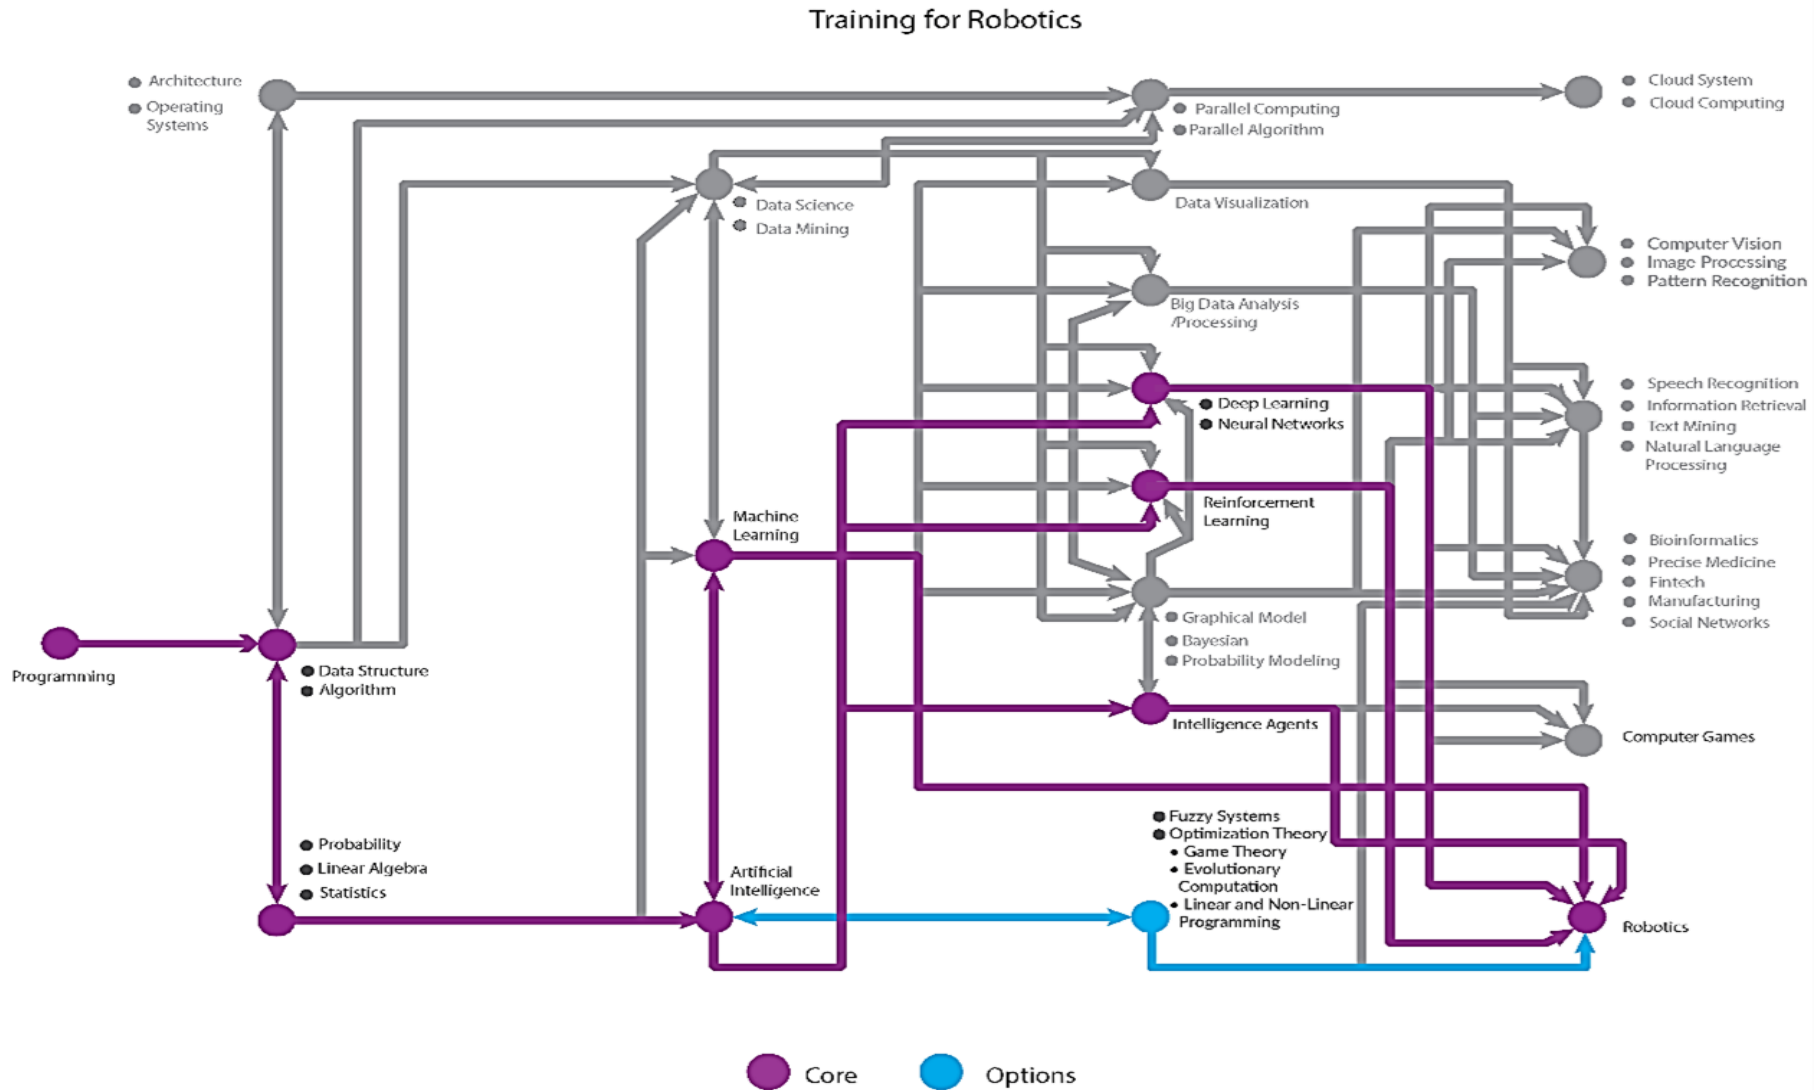 Training for Robotics
Architecture
Operating
Systems
Parallel Computing
Parallel Algorithm
Cloud System
Cloud Computing
Data Science
Data Mining
Data Visualization
Computer Vision
Image Processing
Pattern Recognition
Big Data Analysis
/Processing
Deep Learning
Neural Networks
Speech Recognition
Information Retrieval
Text Mining
Natural Language
Processing
Machine
Learning
Reinforcement
Learning
Bioinformatics
Precise Medicine
Fintech
Manufacturing
Social Networks
Programming
Data Structure
Algorithm
Graphical Model
Bayesian
Probability Modeling
Intelligence Agents
Computer Games
Probability
Linear Algebra
Statistics
Artificial
Intelligence
Fuzzy Systems
Optimization Theory
Game Theory
Evolutionary
Computation
Linear and Non-Linear
Programming
Robotics
Core
Options